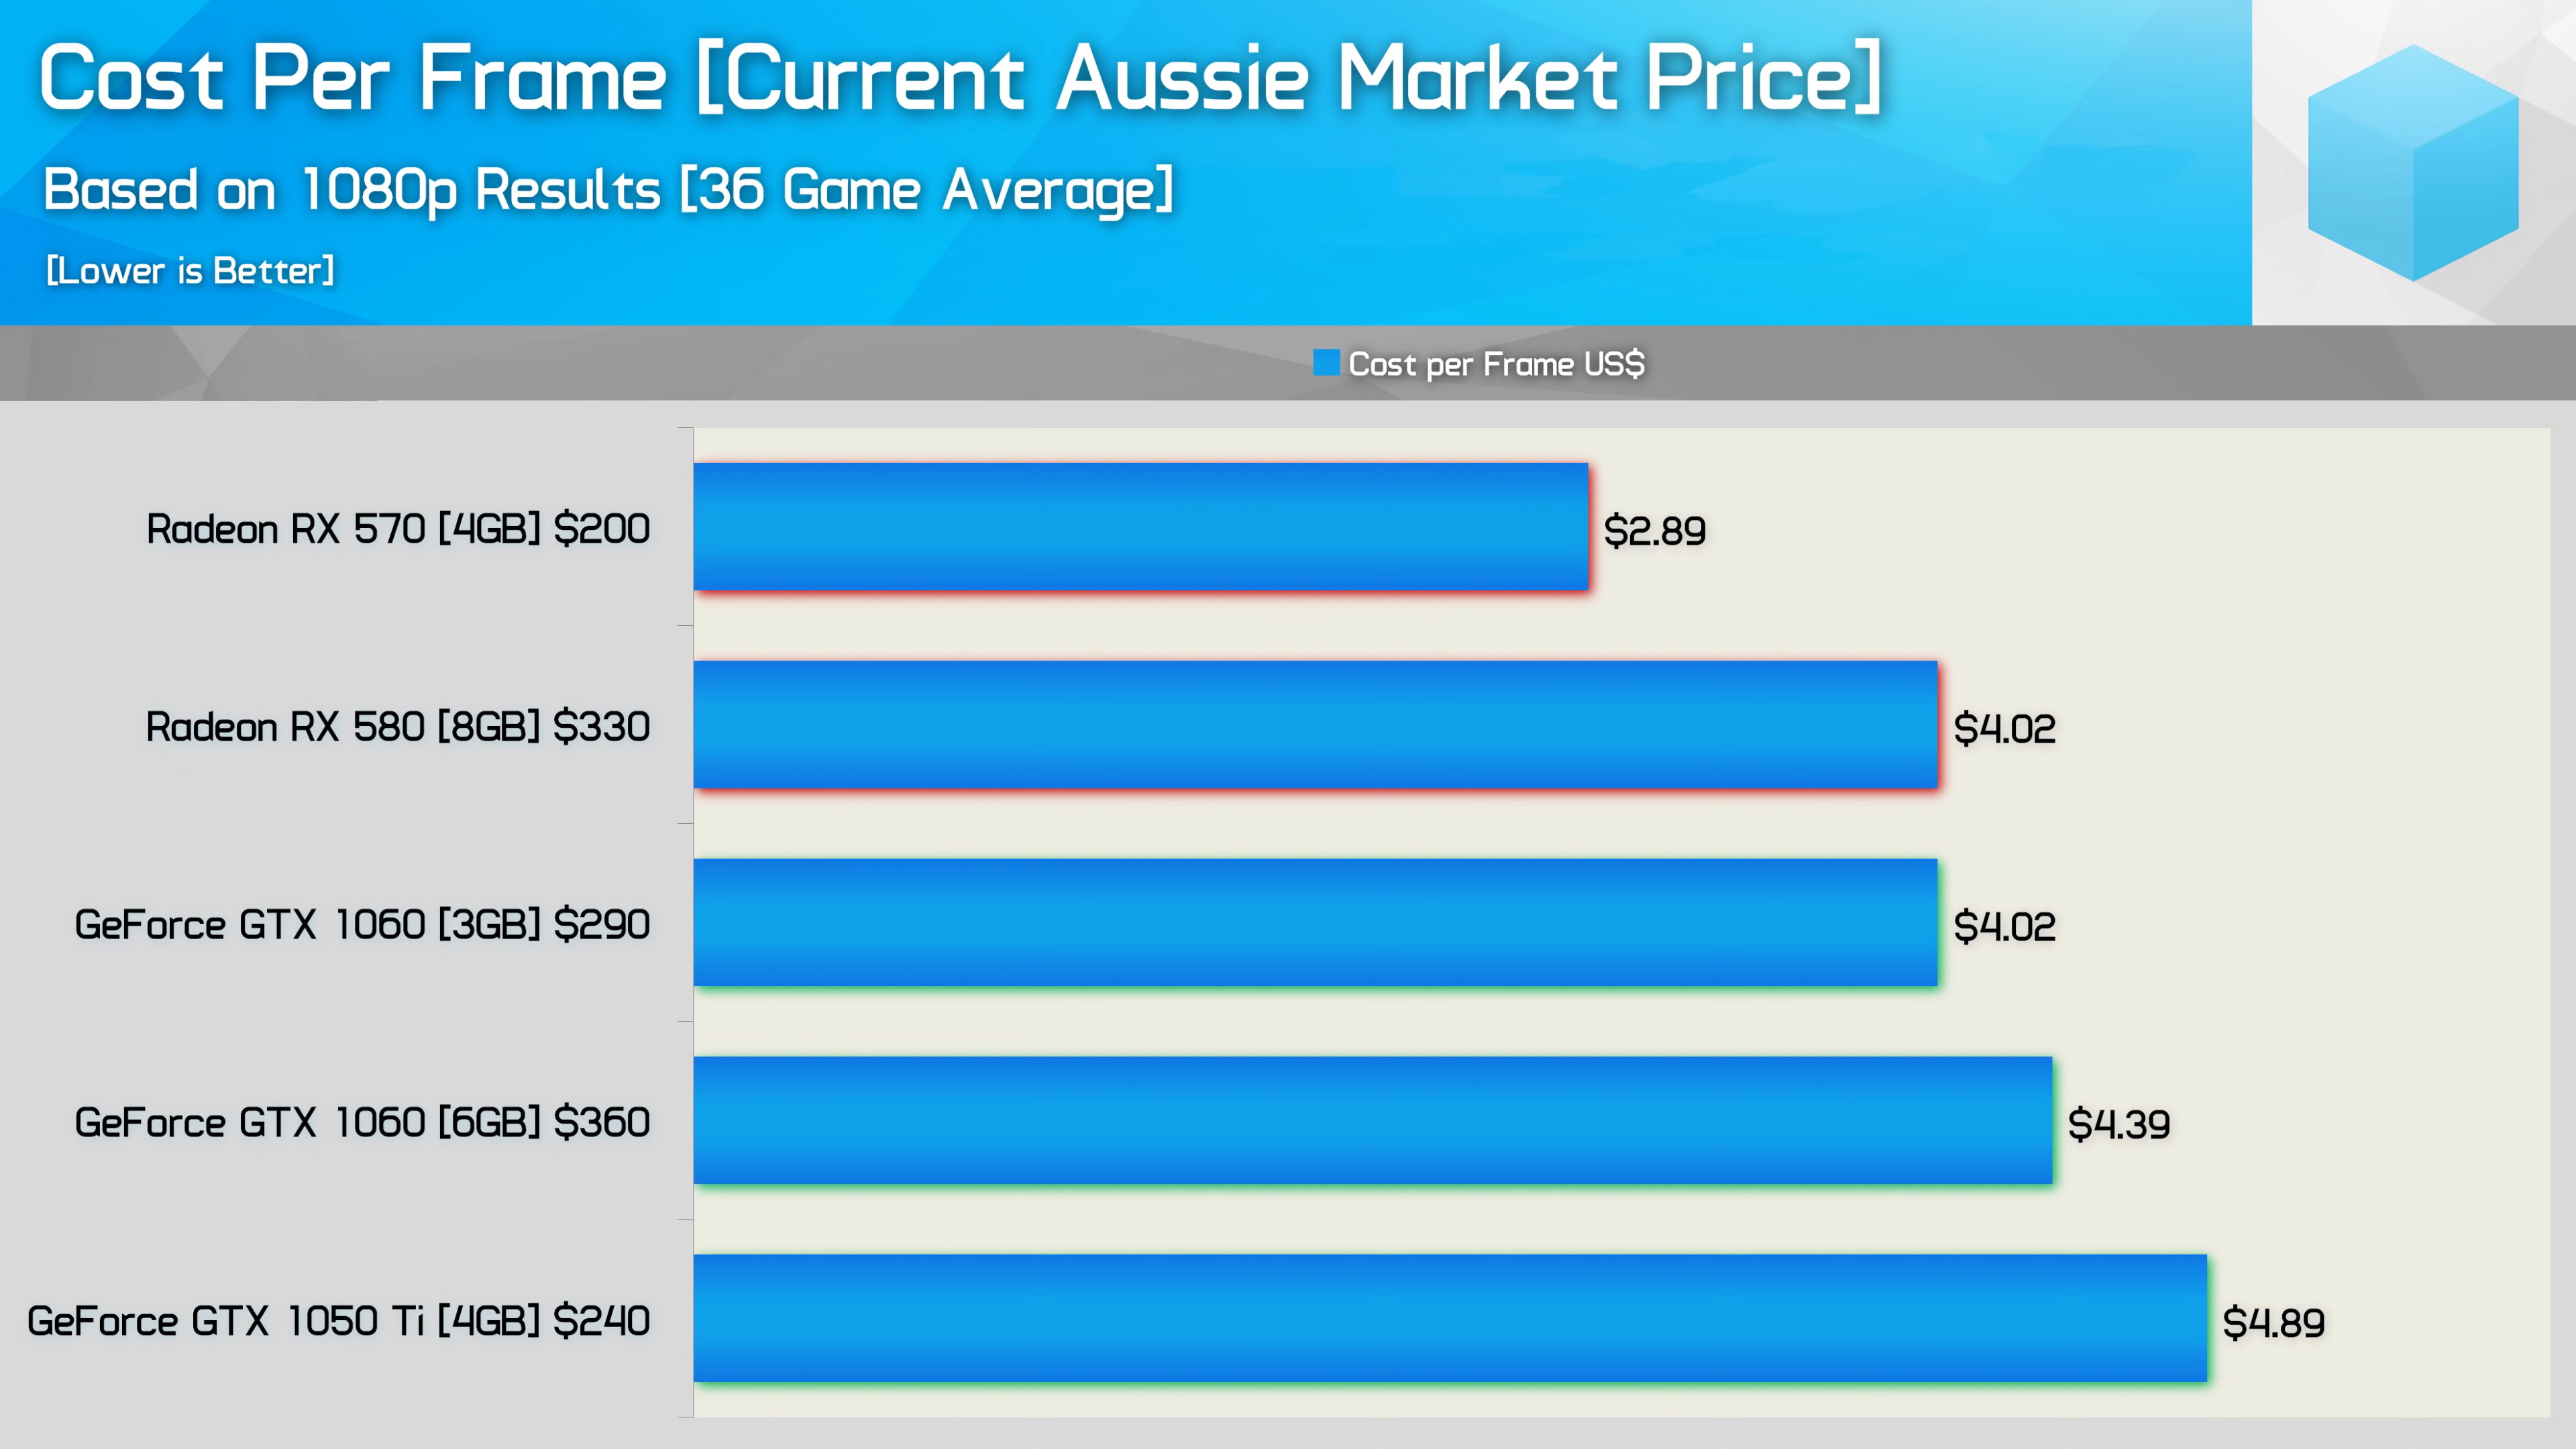 Cost Per Frame [Current Aussie Market Price]
Based on 1080p Results [36 Game Average]
[Lower is Better]
Cost per Frame US$
Radeon RX 570 [4GB] $200
$2.89
Radeon RX 580 [8GB] $330
$4.02
GeForce GTX 1060 [3GB] $290
$4.02
GeForce GTX 1060 [6GB] $360
$4.39
GeForce GTX 1050 Ti [4GB] $240
$4.89